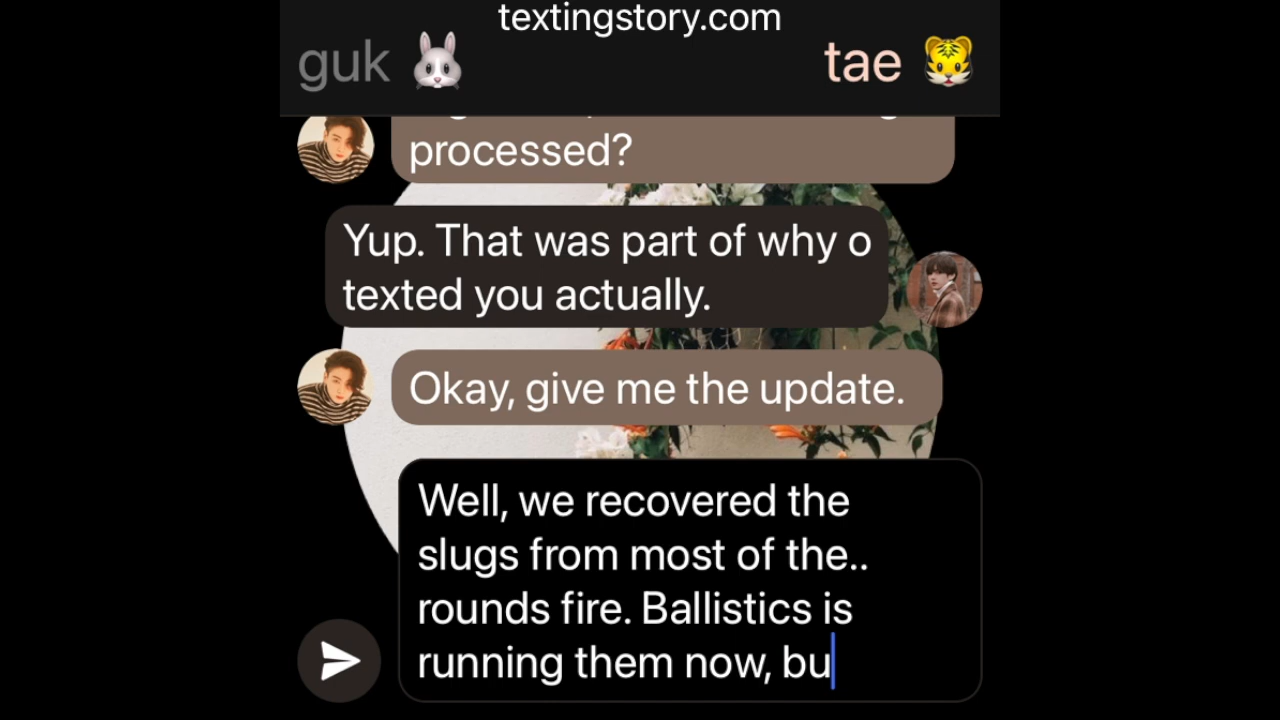 textingstory.com
guk 🐰
tae 🐯
processed?
Yup. That was part of why o
texted you actually.
Okay, give me the update.
Well, we recovered the
slugs from most of the..
rounds fire. Ballistics is
running them now, bu